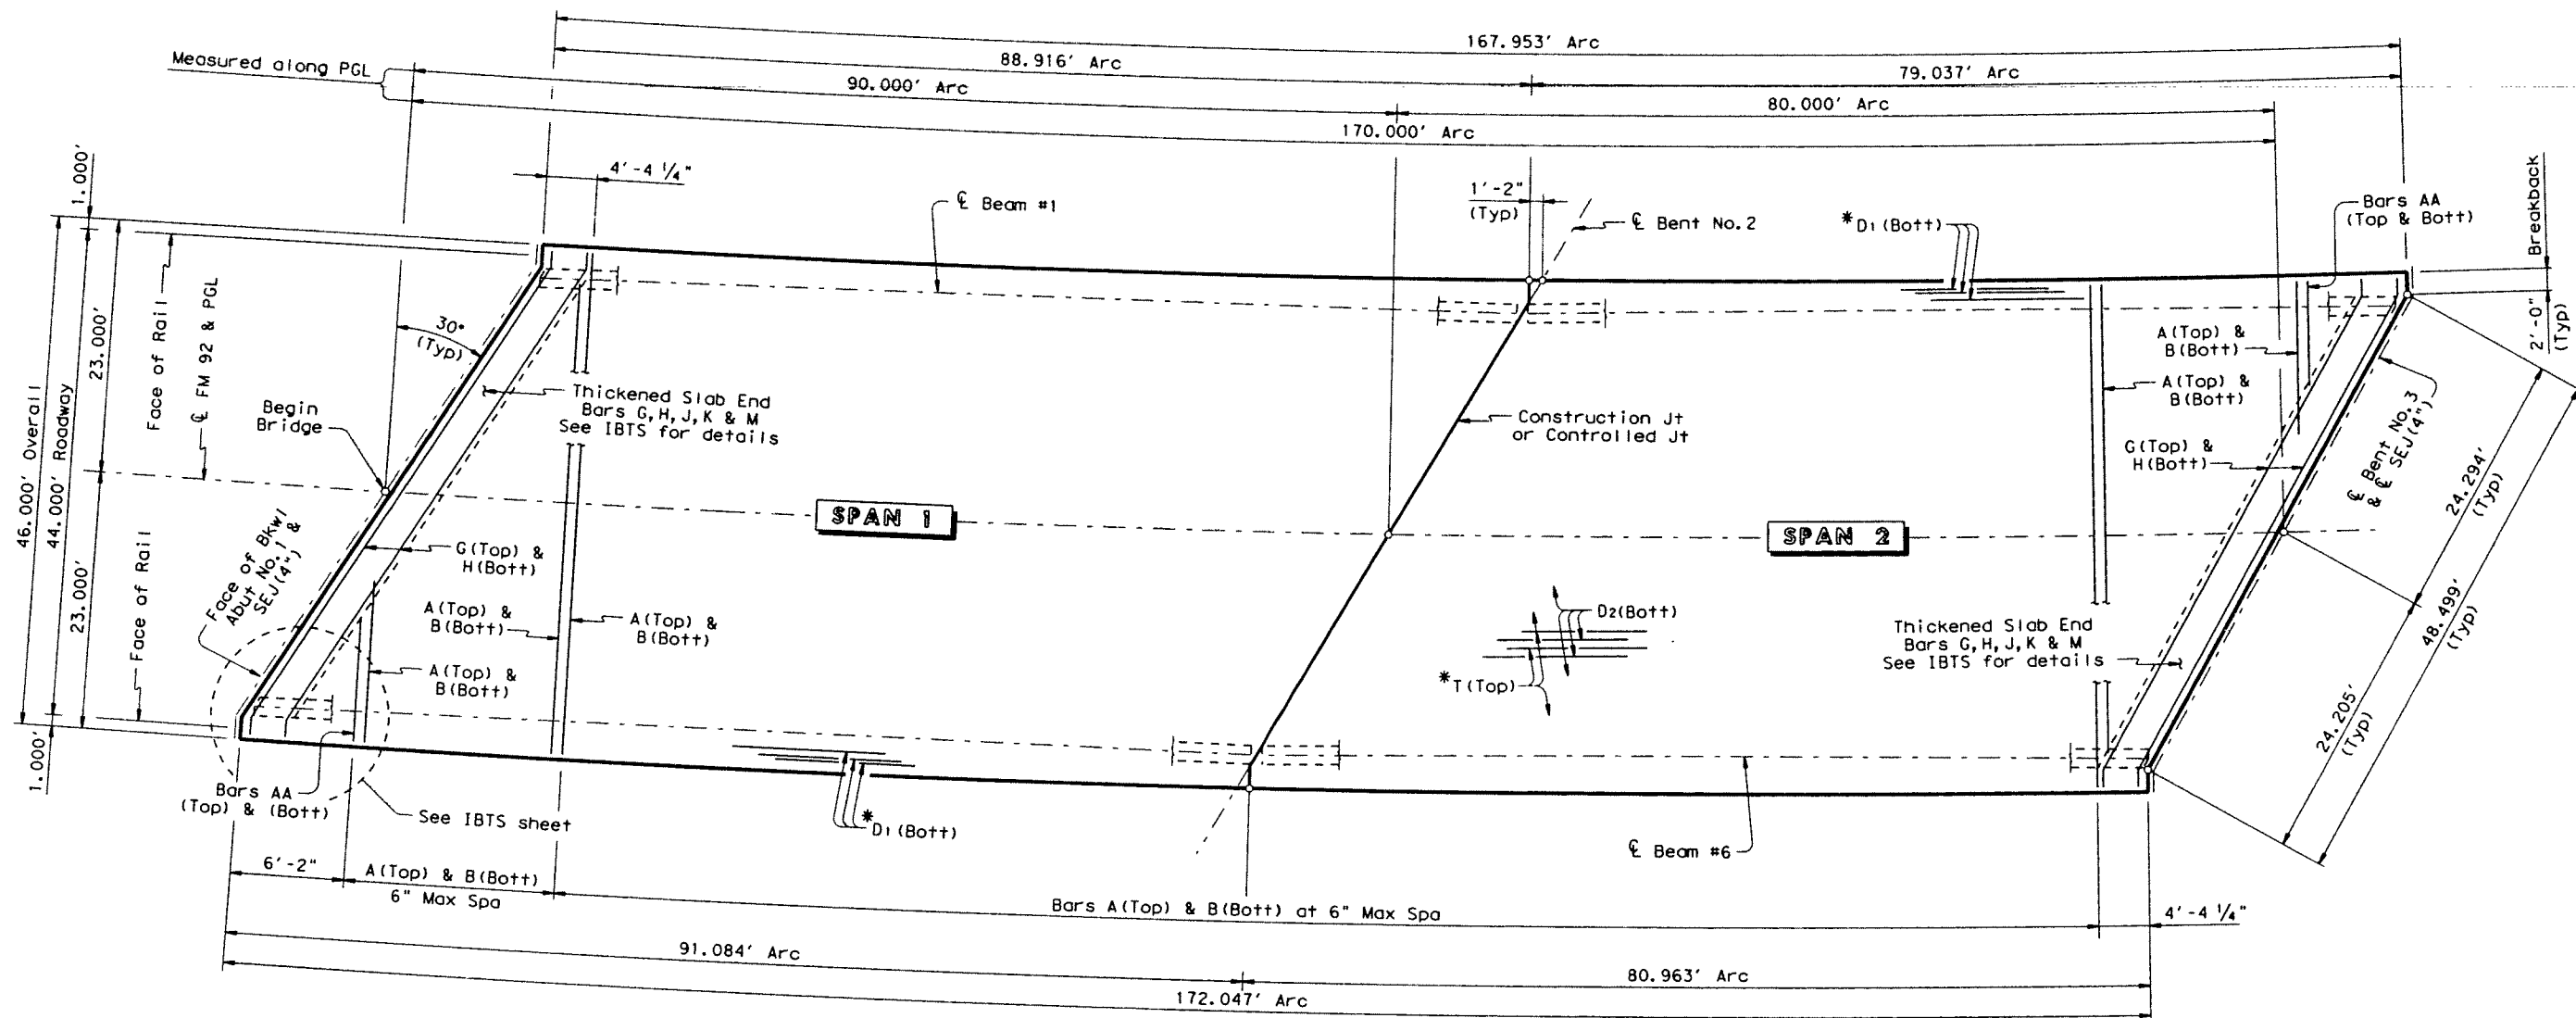 167.953' Arc
Measured along PGL
88.916' Arc
79.037' Arc
90.000' Arc
80.000' Arc
170.000' Arc
1.000'
4'-4 1/4"
℄ Beam #1
1'-2"
(Typ)
℄ Bent No.2
*D1(Bott)
Bars AA
(Top & Bott)
Breakback
2'-0"
(Typ)
46.000' Overall
44.000' Roadway
23.000'
Face of Rail
℄ FM 92 & PGL
30°
(Typ)
Begin
Bridge
Thickened Slab End
Bars G,H,J,K & M
See IBTS for details
Construction Jt
or Controlled Jt
A(Top) &
B(Bott)
A(Top) &
B(Bott)
G(Top) &
H(Bott)
℄ Bent No.3
& ℄ SEJ(4")
24.294'
(Typ)
SPAN 1
SPAN 2
23.000'
Face of Rail
Face of Bkwl
Abut No.1 &
SEJ(4")
G(Top) &
H(Bott)
A(Top) &
B(Bott)
A(Top) &
B(Bott)
A(Top) &
B(Bott)
D2(Bott)
*T(Top)
Thickened Slab End
Bars G,H,J,K & M
See IBTS for details
48.499'
(Typ)
24.205'
(Typ)
1.000'
Bars AA
(Top) & (Bott)
See IBTS sheet
*D1(Bott)
℄ Beam #6
6'-2"
A(Top) & B(Bott)
6" Max Spa
Bars A(Top) & B(Bott) at 6" Max Spa
4'-4 1/4"
91.084' Arc
80.963' Arc
172.047' Arc